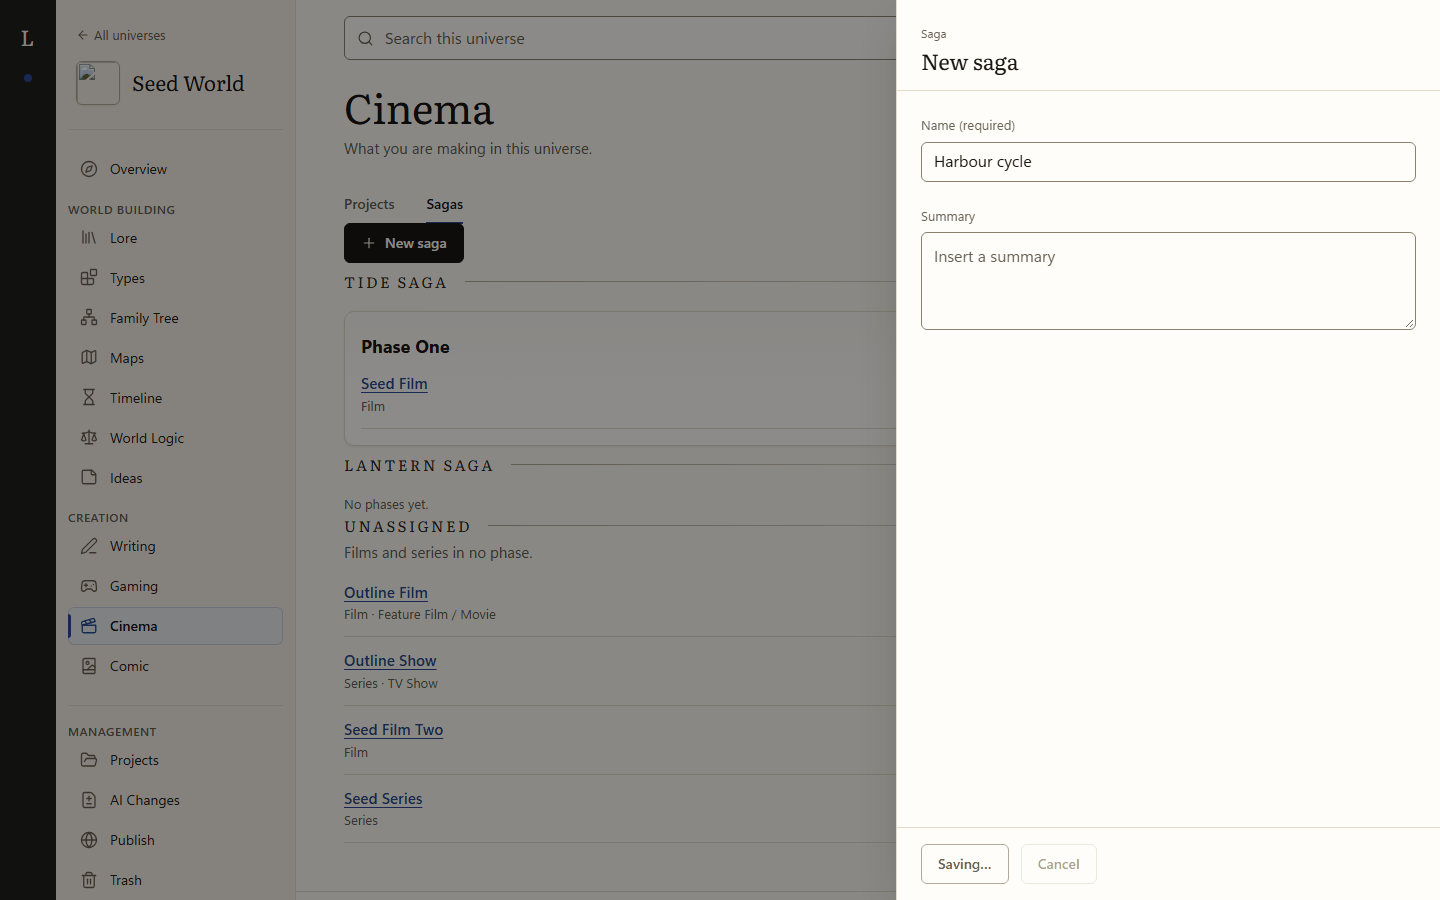 L
All universes
Seed World
Overview
WORLD BUILDING
Lore
Types
Family Tree
Maps
Timeline
World Logic
Ideas
CREATION
Writing
Gaming
Cinema
Comic
MANAGEMENT
Projects
AI Changes
Publish
Trash
Search this universe
Cinema
What you are making in this universe.
Projects Sagas
New saga
TIDE SAGA
Phase One
Seed Film
Film
LANTERN SAGA
No phases yet.
UNASSIGNED
Films and series in no phase.
Outline Film
Film · Feature Film / Movie
Outline Show
Series · TV Show
Seed Film Two
Film
Seed Series
Series
Saga
New saga
Name (required)
Harbour cycle
Summary
Insert a summary
Saving... Cancel